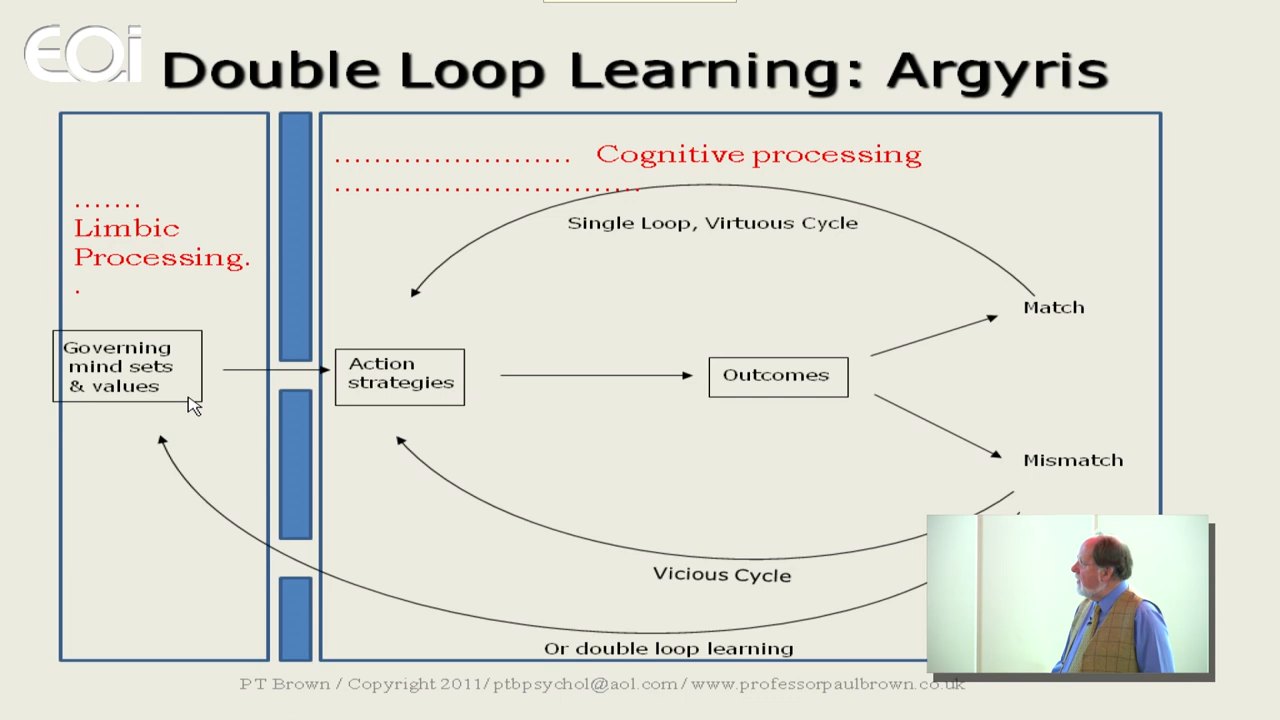 EQi
Double Loop Learning: Argyris
........................ Cognitive processing
...............................
.......
Limbic
Processing.
.
Single Loop, Virtuous Cycle
Match
Governing
mind sets
& values
Action
strategies
Outcomes
Mismatch
Vicious Cycle
Or double loop learning
PT Brown / Copyright 2011/ ptbpsychol@aol.com / www.professorpaulbrown.co.uk